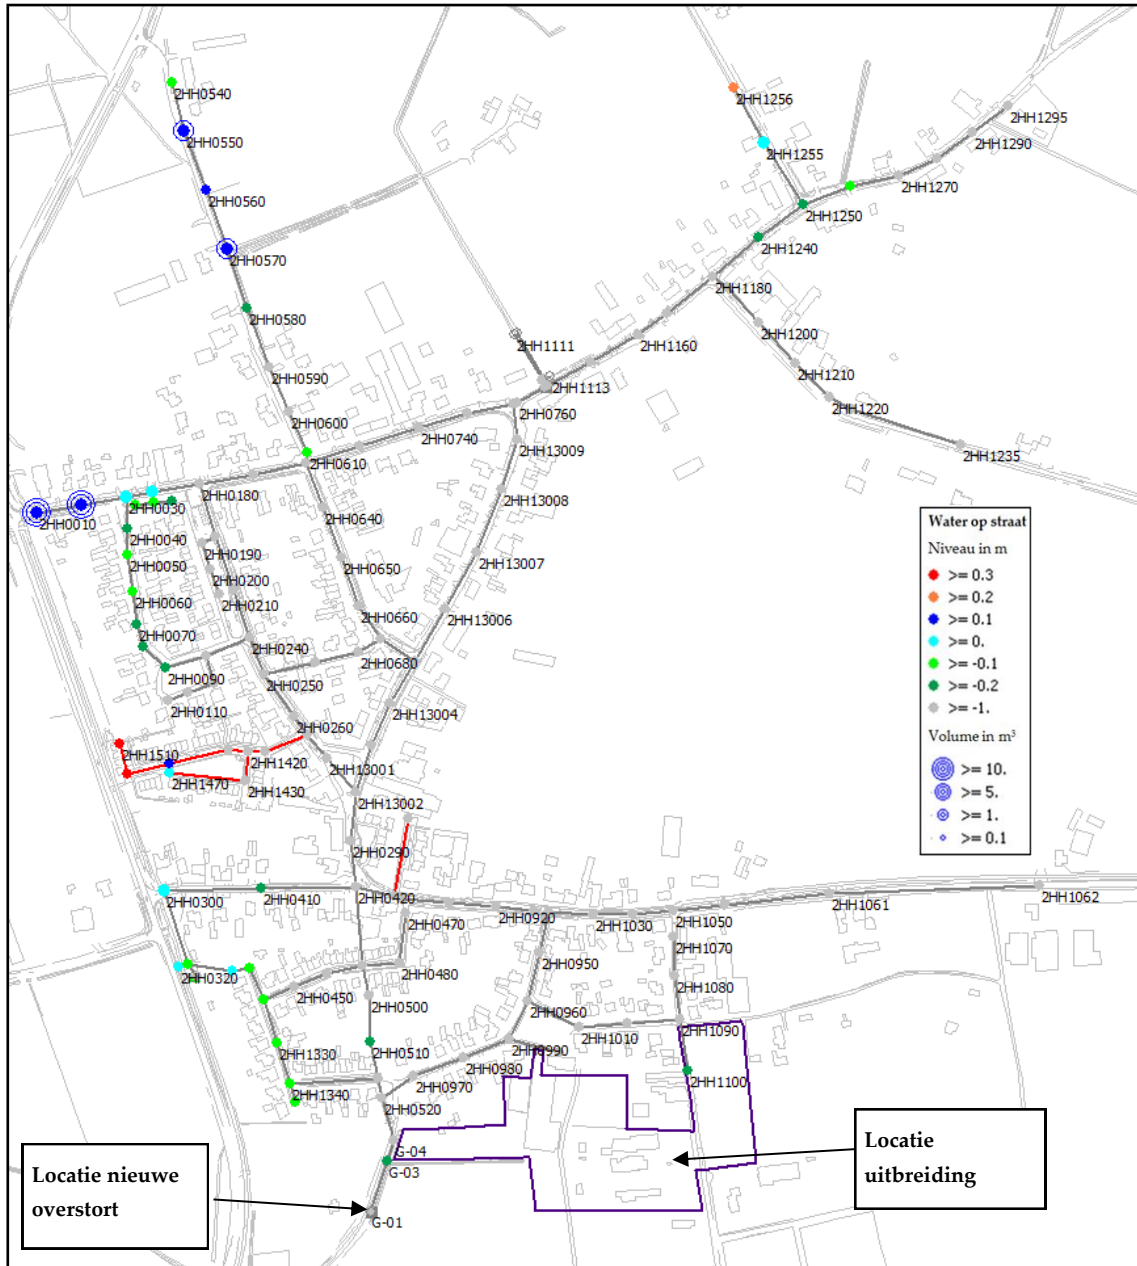 2HH0540
2HH0550
2HH0560
2HH0570
2HH0580
2HH0590
2HH0600
2HH0610
2HH1256
2HH1255
2HH1295
2HH1290
2HH1270
2HH1250
2HH1240
2HH1180
2HH1200
2HH1210
2HH1220
2HH1235
2HH1160
2HH1111
2HH1113
2HH0760
2HH0740
2HH13009
2HH13008
2HH13007
2HH13006
2HH0180
2HH0010
2HH0030
2HH0040
2HH0050
2HH0060
2HH0070
2HH0090
2HH0110
2HH0190
2HH0200
2HH0210
2HH0240
2HH0250
2HH0260
2HH0640
2HH0650
2HH0660
2HH0680
2HH13004
2HH13001
2HH13002
2HH1510
2HH1420
2HH1470
2HH1430
2HH0290
2HH0300
2HH0410
2HH0420
2HH0470
2HH0920
2HH1030
2HH1050
2HH1061
2HH1062
2HH1070
2HH1080
2HH1090
2HH1100
2HH0320
2HH0450
2HH0480
2HH0500
2HH0510
2HH0950
2HH0960
2HH1010
2HH0990
2HH0980
2HH0970
2HH0520
2HH1330
2HH1340
G-04
G-03
G-01
Water op straat
Niveau in m
>= 0.3
>= 0.2
>= 0.1
>= 0.
>= -0.1
>= -0.2
>= -1.
Volume in m³
>= 10.
>= 5.
>= 1.
>= 0.1
Locatie nieuwe
overstort
Locatie
uitbreiding